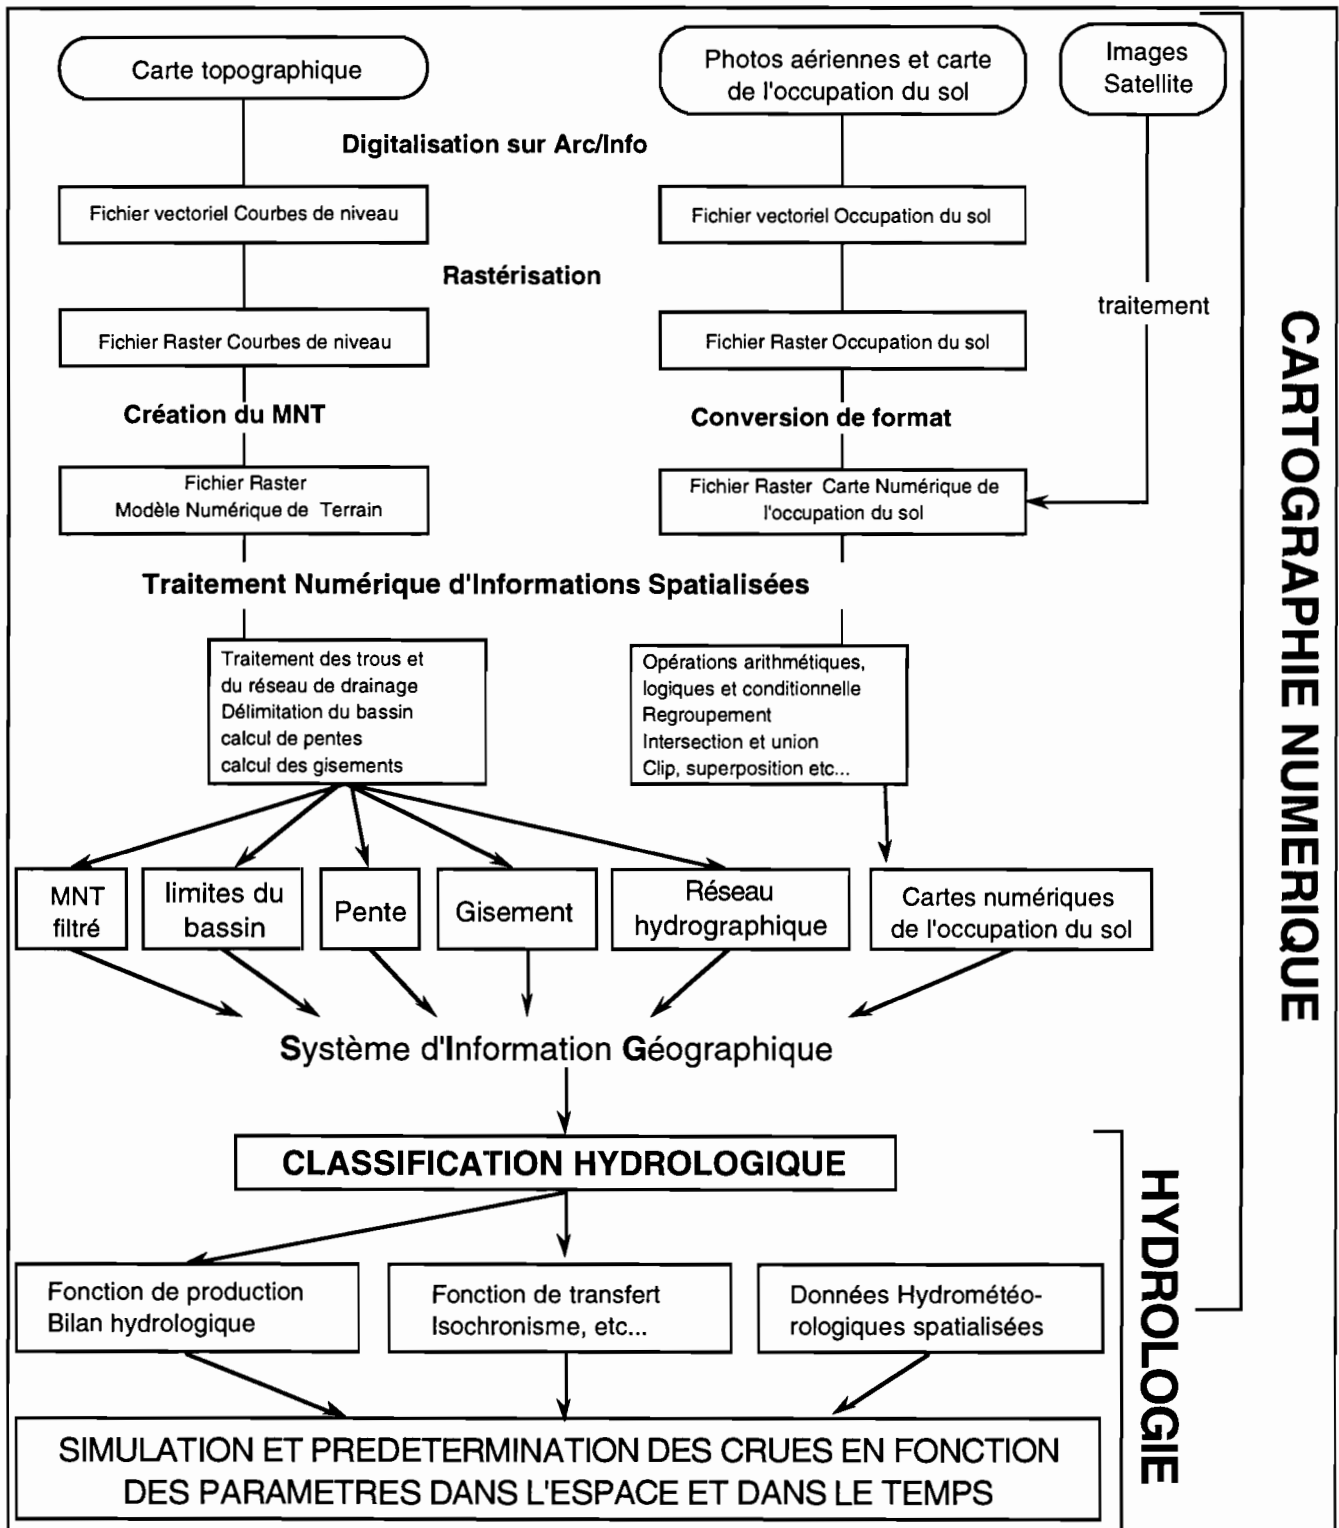 Carte topographique
Photos aériennes et carte
de l'occupation du sol
Images
Satellite
Digitalisation sur Arc/Info
Fichier vectoriel Courbes de niveau
Fichier vectoriel Occupation du sol
Rastérisation
traitement
Fichier Raster Courbes de niveau
Fichier Raster Occupation du sol
Création du MNT
Conversion de format
Fichier Raster
Modèle Numérique de Terrain
Fichier Raster Carte Numérique de
l'occupation du sol
Traitement Numérique d'Informations Spatialisées
Traitement des trous et
du réseau de drainage
Délimitation du bassin
calcul de pentes
calcul des gisements
Opérations arithmétiques,
logiques et conditionnelle
Regroupement
Intersection et union
Clip, superposition etc...
MNT
filtré
limites du
bassin
Pente
Gisement
Réseau
hydrographique
Cartes numériques
de l'occupation du sol
Système d'Information Géographique
CARTOGRAPHIE NUMERIQUE
CLASSIFICATION HYDROLOGIQUE
Fonction de production
Bilan hydrologique
Fonction de transfert
Isochronisme, etc...
Données Hydrométéo-
rologiques spatialisées
HYDROLOGIE
SIMULATION ET PREDETERMINATION DES CRUES EN FONCTION
DES PARAMETRES DANS L'ESPACE ET DANS LE TEMPS